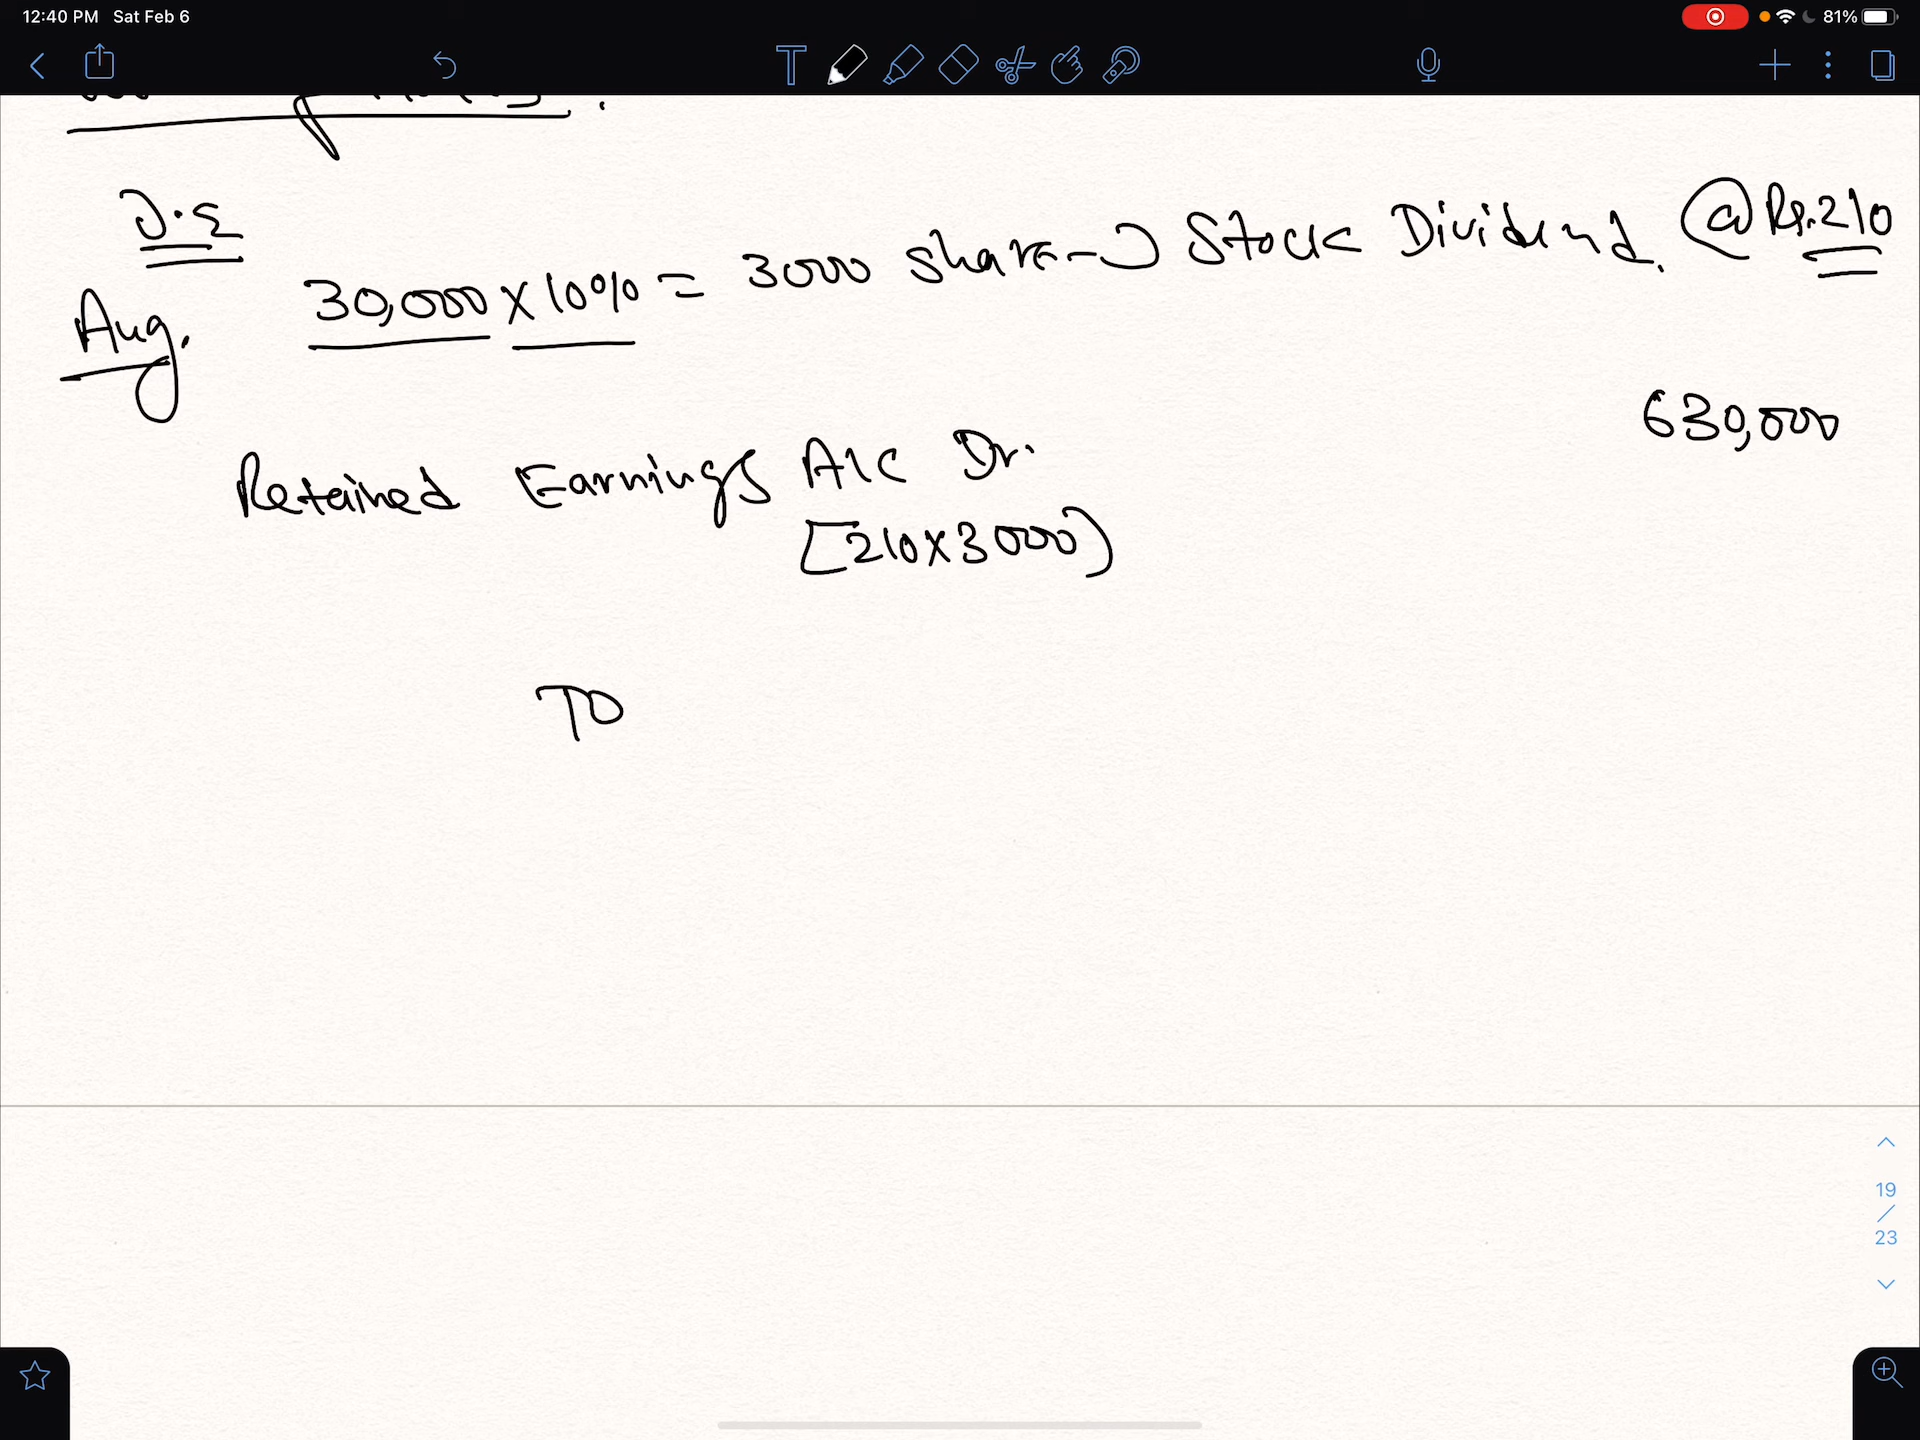 12:40 PM Sat Feb 6
81%
J.E
30,000 x 10% = 3000 share → Stock Dividend. @Rs.210
Aug.
630,000
Retained Earnings A/c Dr.
[210x3000)
TO
19
/
23